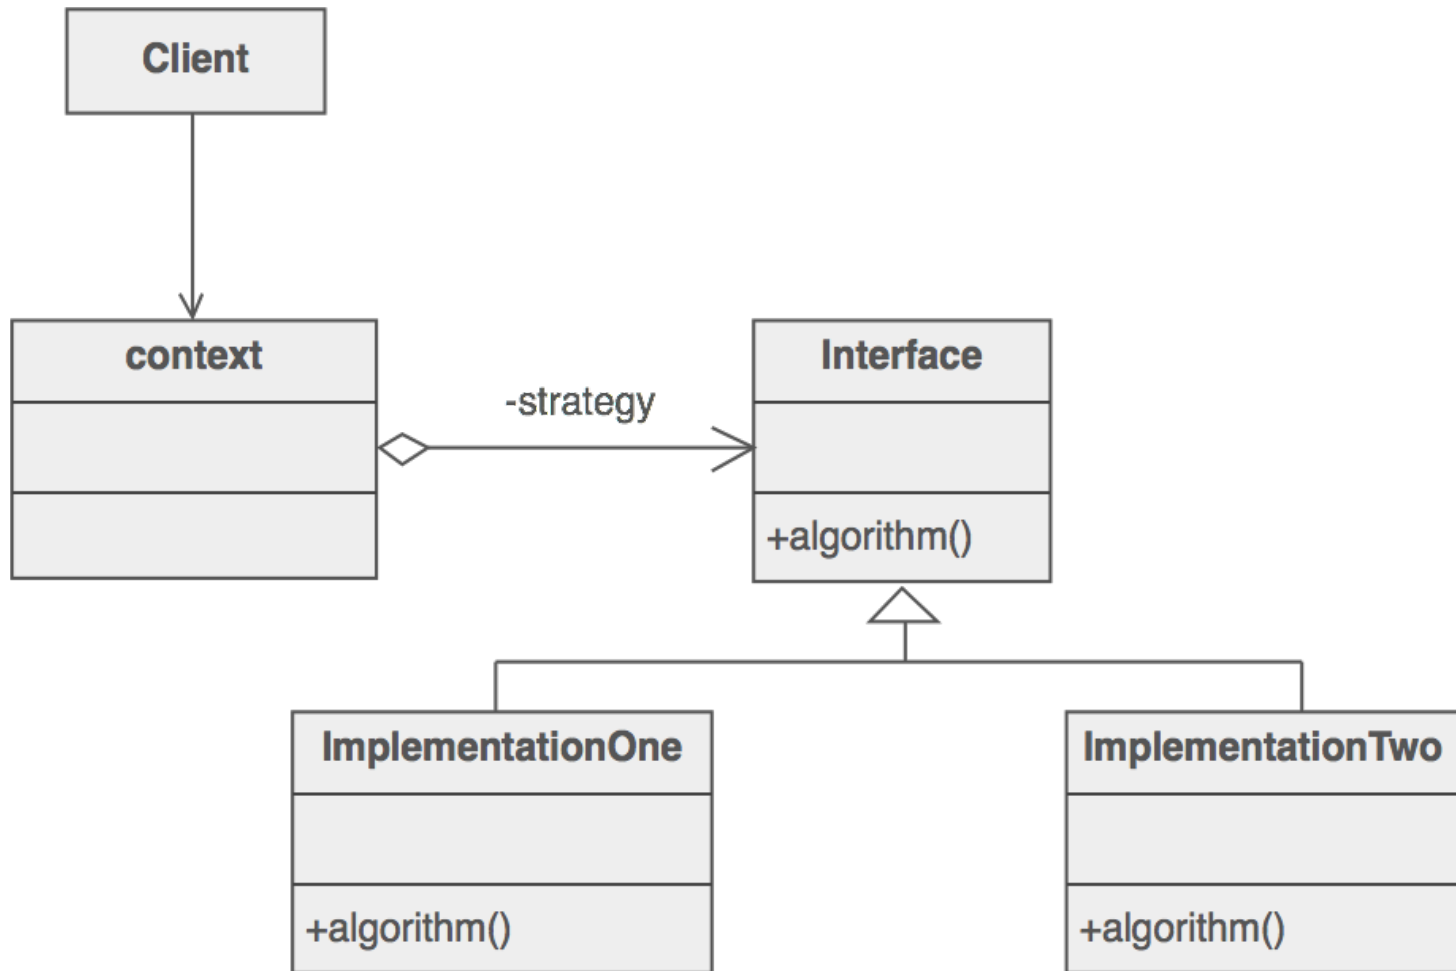 Client
context
-strategy
Interface
+algorithm()
ImplementationOne
+algorithm()
ImplementationTwo
+algorithm()